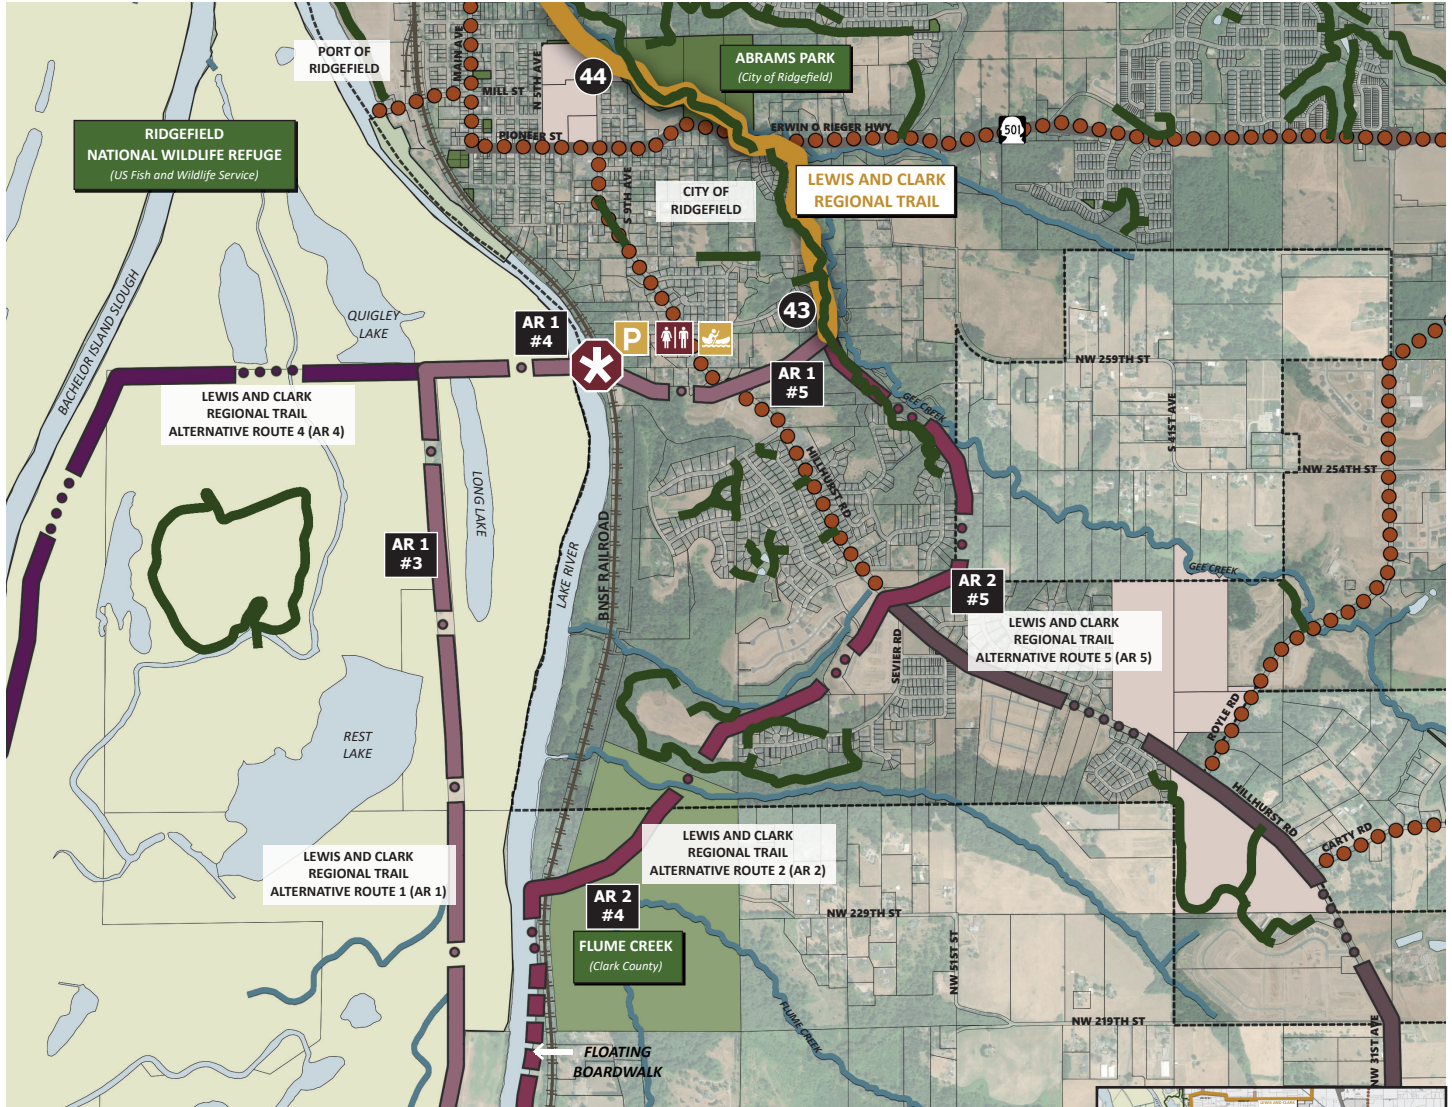 PORT OF
RIDGEFIELD
MAIN AVE
MILL ST
N 5TH AVE
PIONEER ST
44
ABRAMS PARK
(City of Ridgefield)
ERWIN O RIEGER HWY
501
RIDGEFIELD
NATIONAL WILDLIFE REFUGE
(US Fish and Wildlife Service)
LEWIS AND CLARK
REGIONAL TRAIL
CITY OF
RIDGEFIELD
S 9TH AVE
BACHELOR ISLAND SLOUGH
QUIGLEY
LAKE
43
AR 1
#4
P
AR 1
#5
NW 259TH ST
GEE CREEK
S 41ST AVE
LEWIS AND CLARK
REGIONAL TRAIL
ALTERNATIVE ROUTE 4 (AR 4)
HILLHURST RD
NW 254TH ST
LONG LAKE
AR 1
#3
LAKE RIVER
BNSF RAILROAD
GEE CREEK
AR 2
#5
LEWIS AND CLARK
REGIONAL TRAIL
ALTERNATIVE ROUTE 5 (AR 5)
SEVIER RD
ROYLE RD
REST
LAKE
HILLHURST RD
CARTY RD
LEWIS AND CLARK
REGIONAL TRAIL
ALTERNATIVE ROUTE 2 (AR 2)
LEWIS AND CLARK
REGIONAL TRAIL
ALTERNATIVE ROUTE 1 (AR 1)
AR 2
#4
NW 229TH ST
FLUME CREEK
(Clark County)
NW 51ST ST
FLUME CREEK
NW 219TH ST
NW 31ST AVE
FLOATING
BOARDWALK
LEWIS AND CLARK